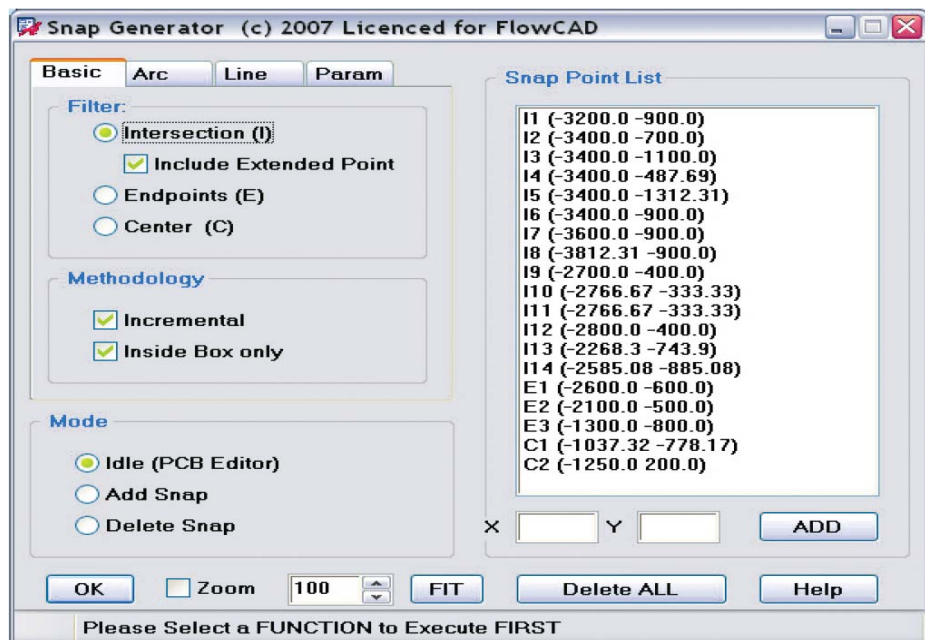 Snap Generator (c) 2007 Licenced for FlowCAD
Basic Arc Line Param
Filter:
Intersection (I)
Include Extended Point
Endpoints (E)
Center (C)
Methodology
Incremental
Inside Box only
Mode
Idle (PCB Editor)
Add Snap
Delete Snap
Snap Point List
I1 (-3200.0 -900.0)
I2 (-3400.0 -700.0)
I3 (-3400.0 -1100.0)
I4 (-3400.0 -487.69)
I5 (-3400.0 -1312.31)
I6 (-3400.0 -900.0)
I7 (-3600.0 -900.0)
I8 (-3812.31 -900.0)
I9 (-2700.0 -400.0)
I10 (-2766.67 -333.33)
I11 (-2766.67 -333.33)
I12 (-2800.0 -400.0)
I13 (-2268.3 -743.9)
I14 (-2585.08 -885.08)
E1 (-2600.0 -600.0)
E2 (-2100.0 -500.0)
E3 (-1300.0 -800.0)
C1 (-1037.32 -778.17)
C2 (-1250.0 200.0)
X Y ADD
OK Zoom 100 FIT Delete ALL Help
Please Select a FUNCTION to Execute FIRST